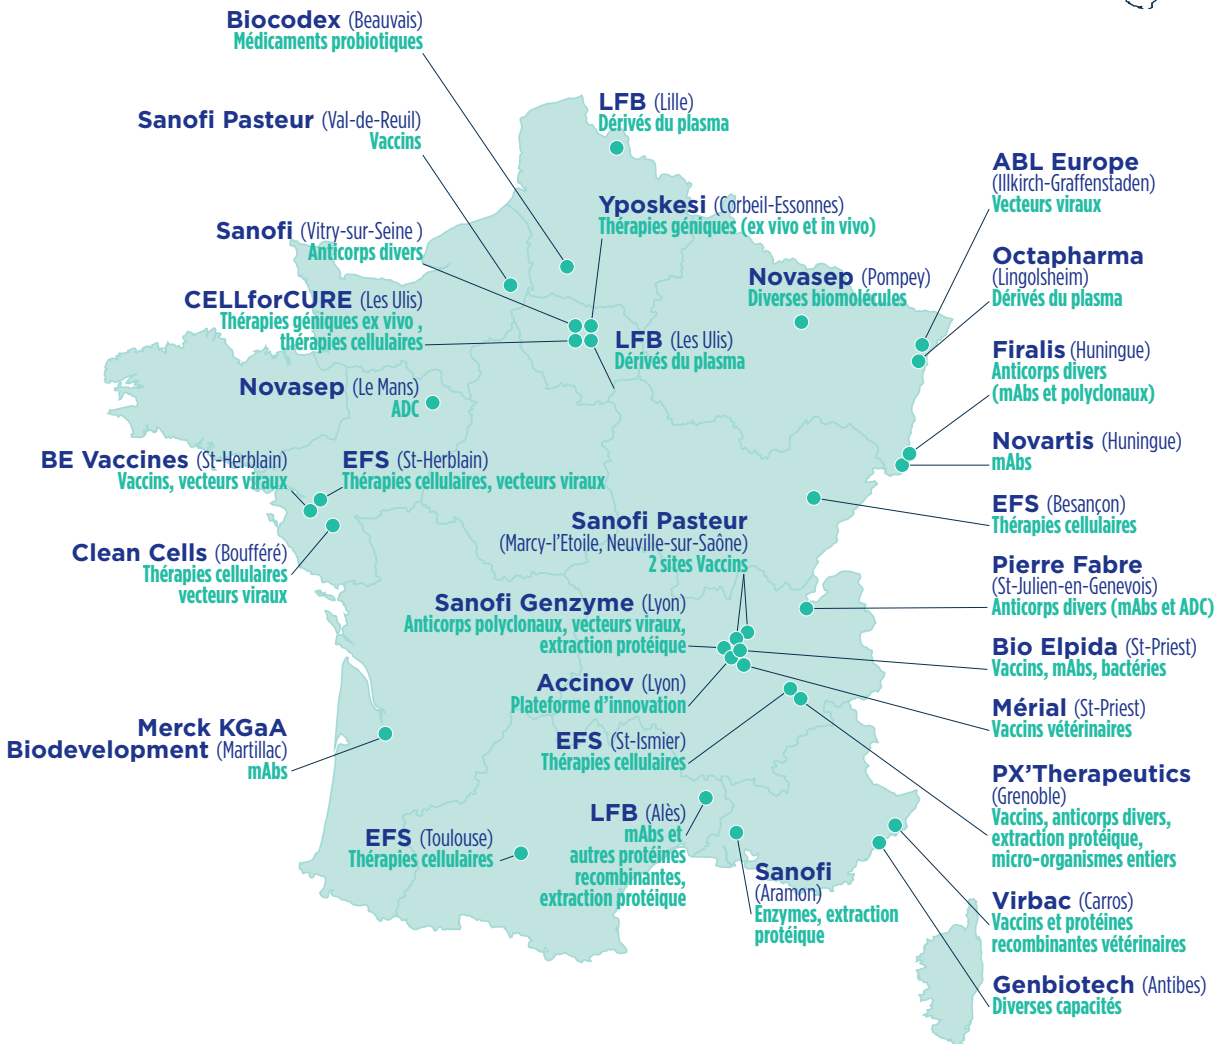 Biocodex (Beauvais)
Médicaments probiotiques
LFB (Lille)
Dérivés du plasma
Sanofi Pasteur (Val-de-Reuil)
Vaccins
ABL Europe
(Illkirch-Graffenstaden)
Vecteurs viraux
Yposkesi (Corbeil-Essonnes)
Thérapies géniques (ex vivo et in vivo)
Sanofi (Vitry-sur-Seine )
Anticorps divers
Octapharma
(Lingolsheim)
Dérivés du plasma
Novasep (Pompey)
Diverses biomolécules
CELLforCURE (Les Ulis)
Thérapies géniques ex vivo ,
thérapies cellulaires
LFB (Les Ulis)
Dérivés du plasma
Firalis (Huningue)
Anticorps divers
(mAbs et polyclonaux)
Novasep (Le Mans)
ADC
Novartis (Huningue)
mAbs
BE Vaccines (St-Herblain)
Vaccins, vecteurs viraux
EFS (St-Herblain)
Thérapies cellulaires, vecteurs viraux
EFS (Besançon)
Thérapies cellulaires
Sanofi Pasteur
(Marcy-l'Etoile, Neuville-sur-Saône)
2 sites Vaccins
Clean Cells (Boufféré)
Thérapies cellulaires
vecteurs viraux
Pierre Fabre
(St-Julien-en-Genevois)
Anticorps divers (mAbs et ADC)
Sanofi Genzyme (Lyon)
Anticorps polyclonaux, vecteurs viraux,
extraction protéique
Bio Elpida (St-Priest)
Vaccins, mAbs, bactéries
Accinov (Lyon)
Plateforme d'innovation
Mérial (St-Priest)
Vaccins vétérinaires
Merck KGaA
Biodevelopment (Martillac)
mAbs
EFS (St-Ismier)
Thérapies cellulaires
PX'Therapeutics
(Grenoble)
Vaccins, anticorps divers,
extraction protéique,
micro-organismes entiers
LFB (Alès)
mAbs et
autres protéines
recombinantes,
extraction protéique
EFS (Toulouse)
Thérapies cellulaires
Sanofi
(Aramon)
Enzymes, extraction
protéique
Virbac (Carros)
Vaccins et protéines
recombinantes vétérinaires
Genbiotech (Antibes)
Diverses capacités